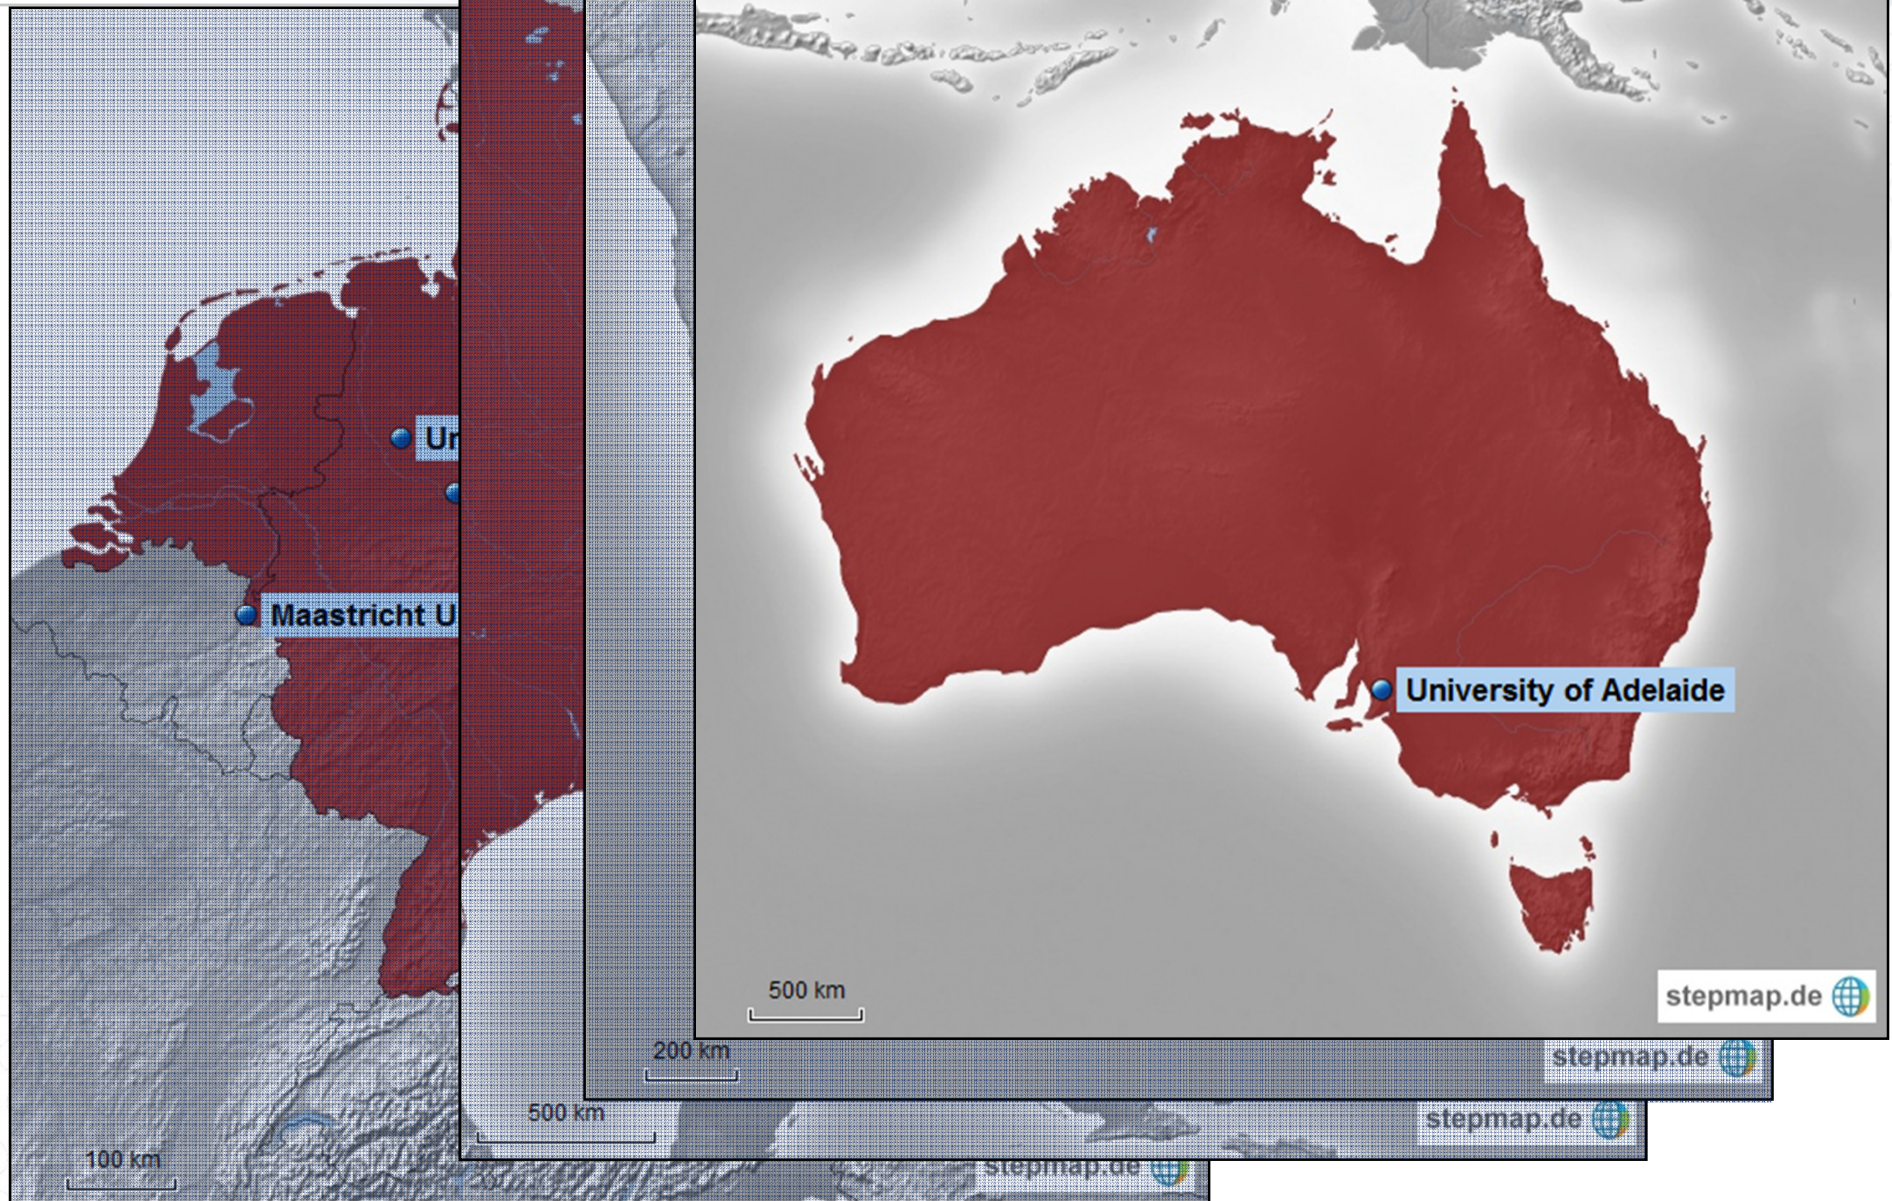 Ur
Maastricht U
University of Adelaide
500 km
stepmap.de
200 km
stepmap.de
500 km
stepmap.de
100 km
stepmap.de